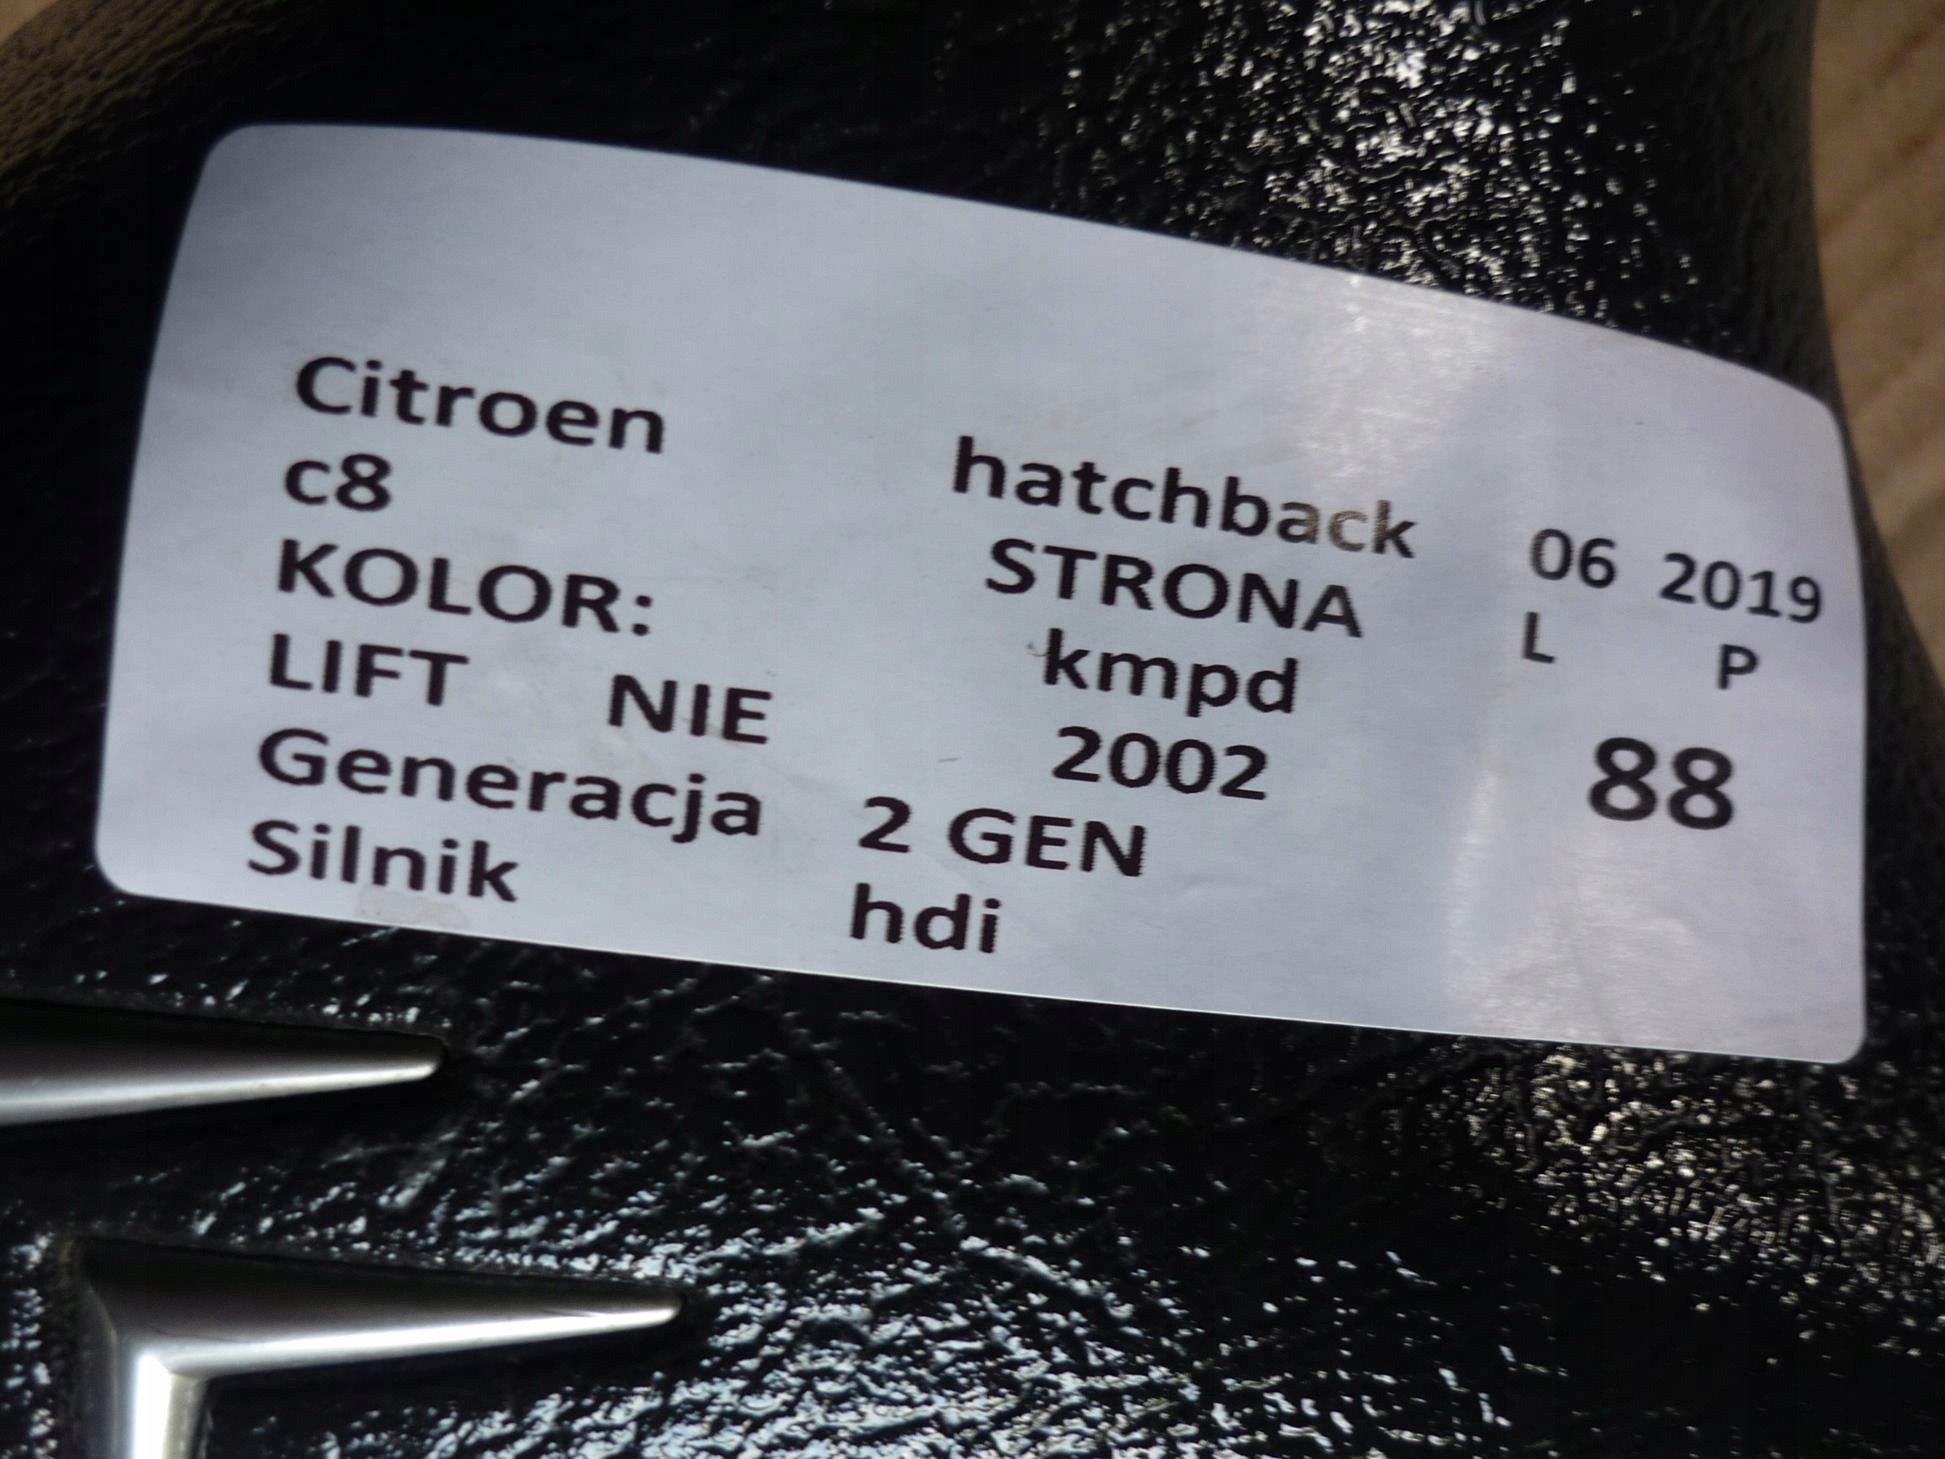 Citroen hatchback 06 2019
c8 STRONA L P
KOLOR: kmpd
LIFT NIE 2002 88
Generacja 2 GEN
Silnik hdi